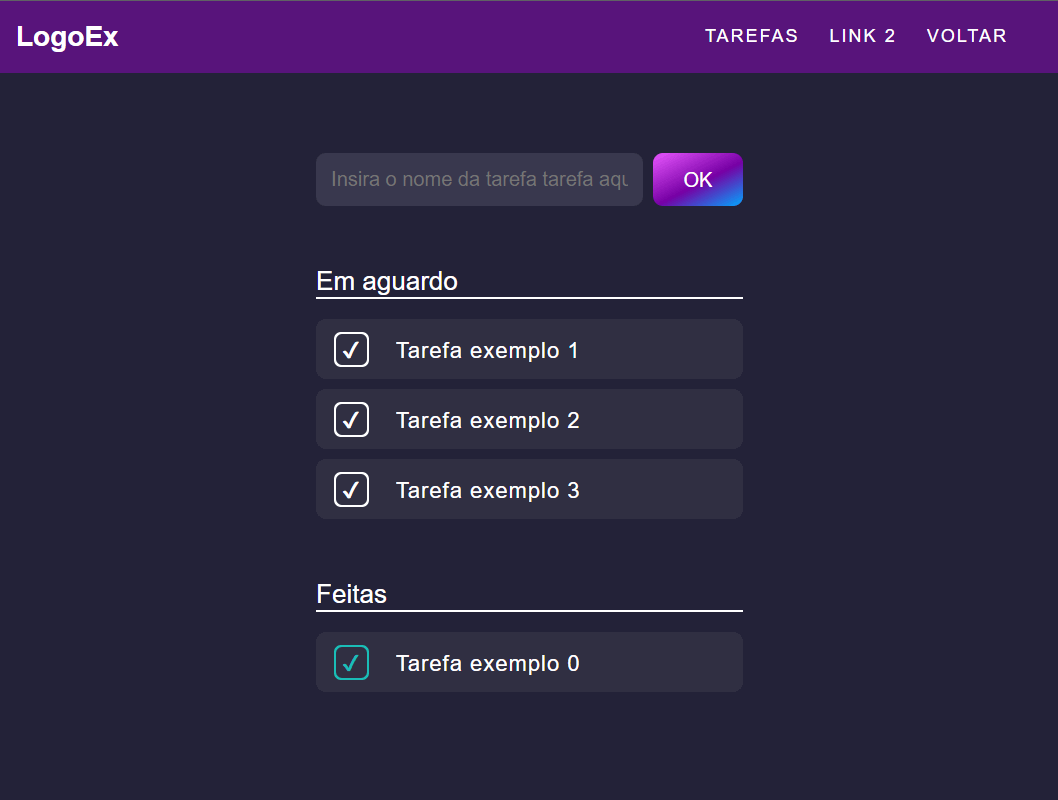 LogoEx
TAREFAS LINK 2 VOLTAR
Insira o nome da tarefa tarefa aqu
OK
Em aguardo
Tarefa exemplo 1
Tarefa exemplo 2
Tarefa exemplo 3
Feitas
Tarefa exemplo 0